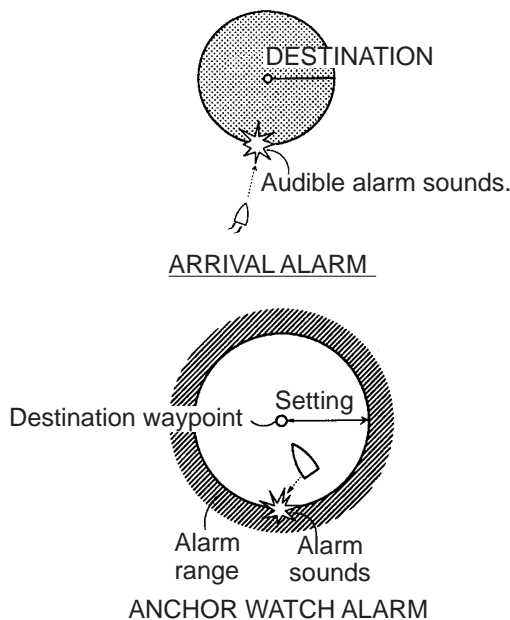 DESTINATION
Audible alarm sounds.
ARRIVAL ALARM
Setting
Destination waypoint
Alarm
range
Alarm
sounds
ANCHOR WATCH ALARM